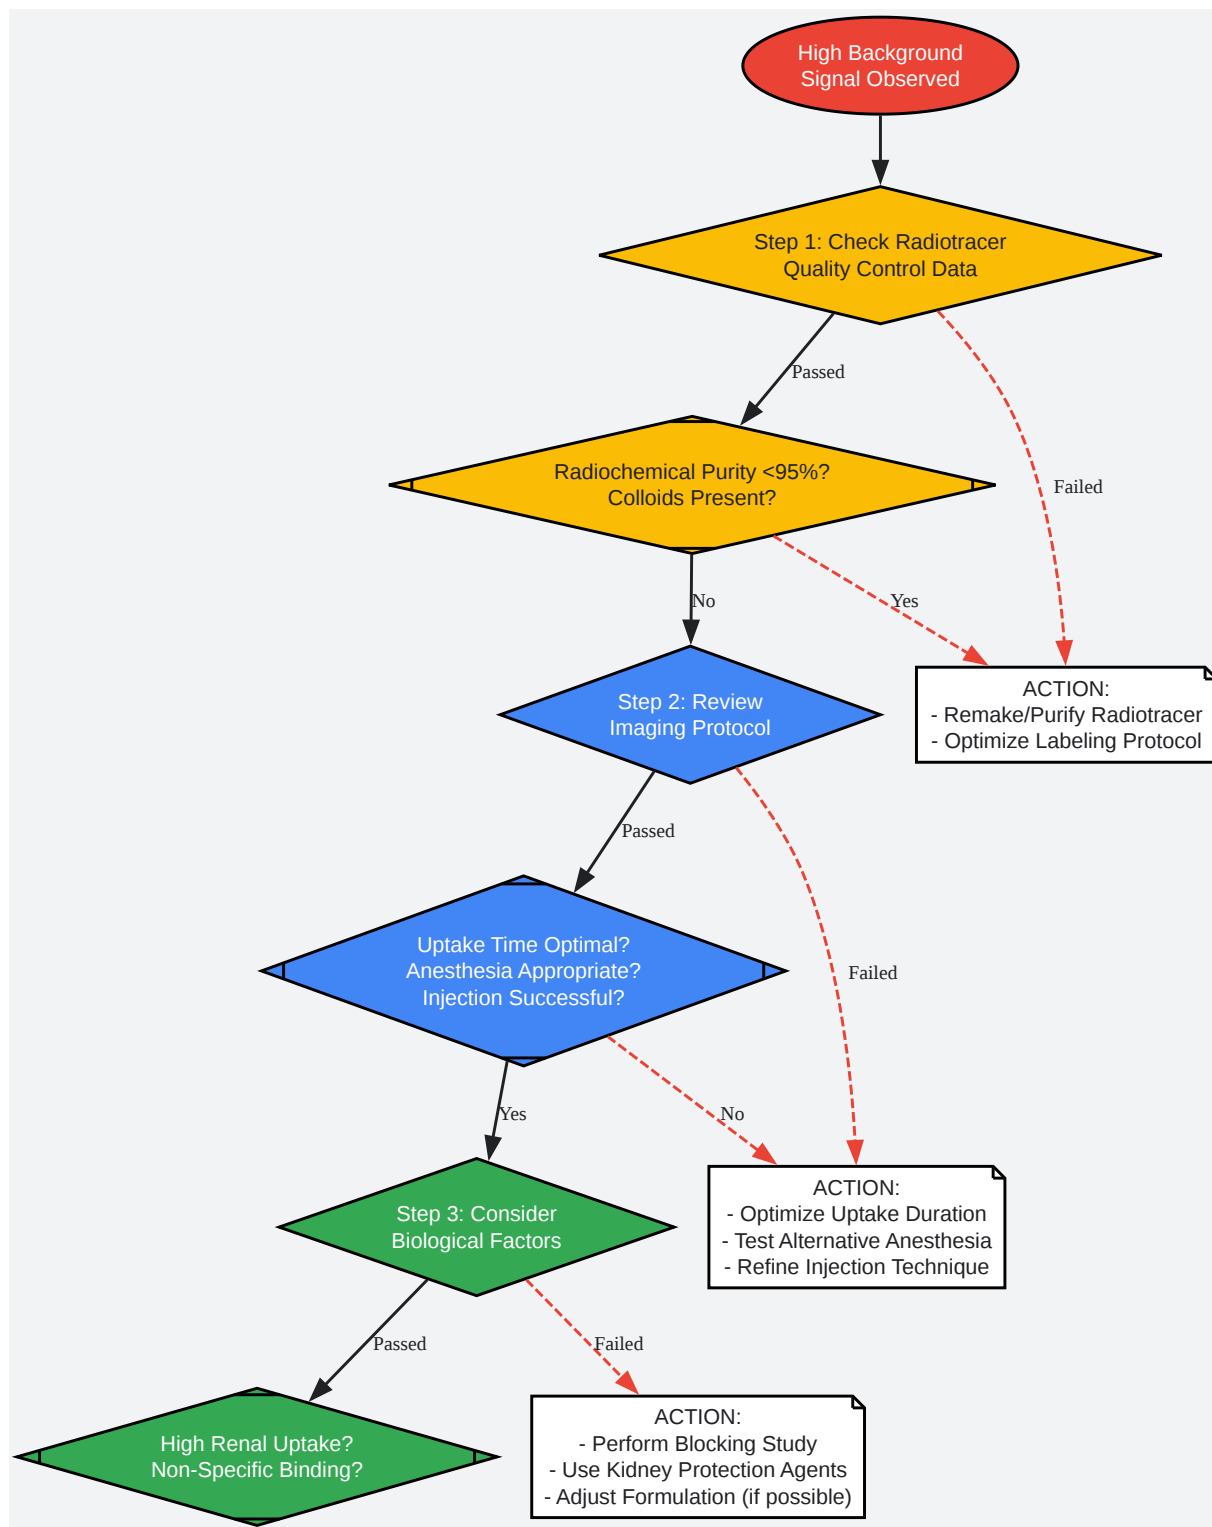 High Background
Signal Observed
Step 1: Check Radiotracer
Quality Control Data
Passed
Failed
Radiochemical Purity <95%?
Colloids Present?
No
Yes
Step 2: Review
Imaging Protocol
ACTION:
- Remake/Purify Radiotracer
- Optimize Labeling Protocol
Passed
Failed
Uptake Time Optimal?
Anesthesia Appropriate?
Injection Successful?
Yes
No
Step 3: Consider
Biological Factors
ACTION:
- Optimize Uptake Duration
- Test Alternative Anesthesia
- Refine Injection Technique
Passed
Failed
High Renal Uptake?
Non-Specific Binding?
ACTION:
- Perform Blocking Study
- Use Kidney Protection Agents
- Adjust Formulation (if possible)